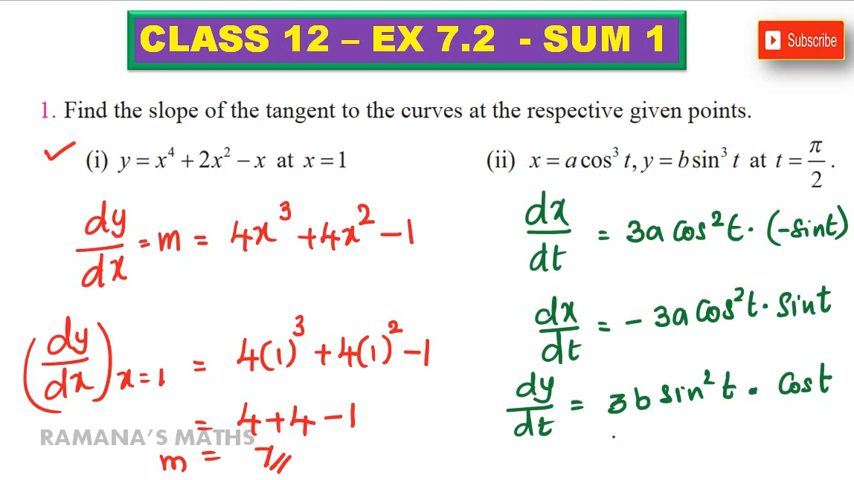 CLASS 12 – EX 7.2 - SUM 1
Subscribe
1. Find the slope of the tangent to the curves at the respective given points.
(i) y = x⁴ + 2x² − x at x = 1
dy/dx = m = 4x³ + 4x² − 1
(dy/dx)x=1 = 4(1)³ + 4(1)² − 1
= 4 + 4 − 1
RAMANA'S MATHS
m = 7//
(ii) x = a cos³ t, y = b sin³ t at t = π/2.
dx/dt = 3a cos²t · (−sint)
dx/dt = − 3a cos²t · sint
dy/dt = 3b sin²t · cost